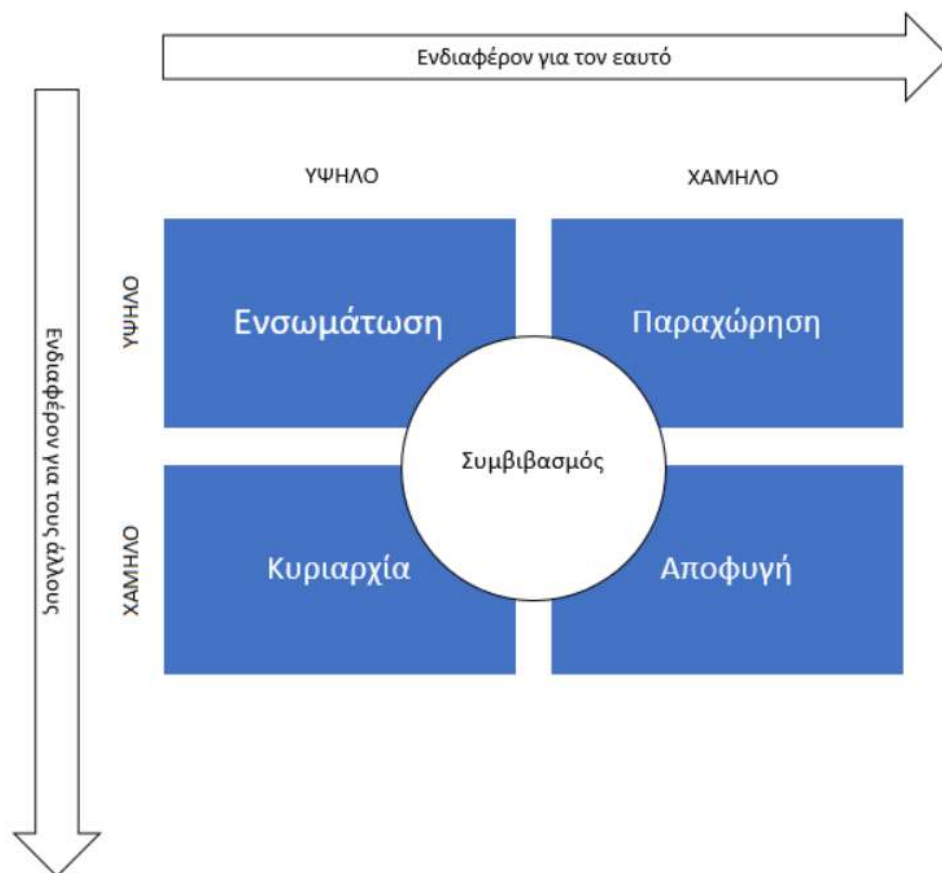 Ενδιαφέρον για τον εαυτό
ΥΨΗΛΟ
ΧΑΜΗΛΟ
Ενδιαφέρον για τους άλλους
ΥΨΗΛΟ
Ενσωμάτωση
Παραχώρηση
Συμβιβασμός
ΧΑΜΗΛΟ
Κυριαρχία
Αποφυγή